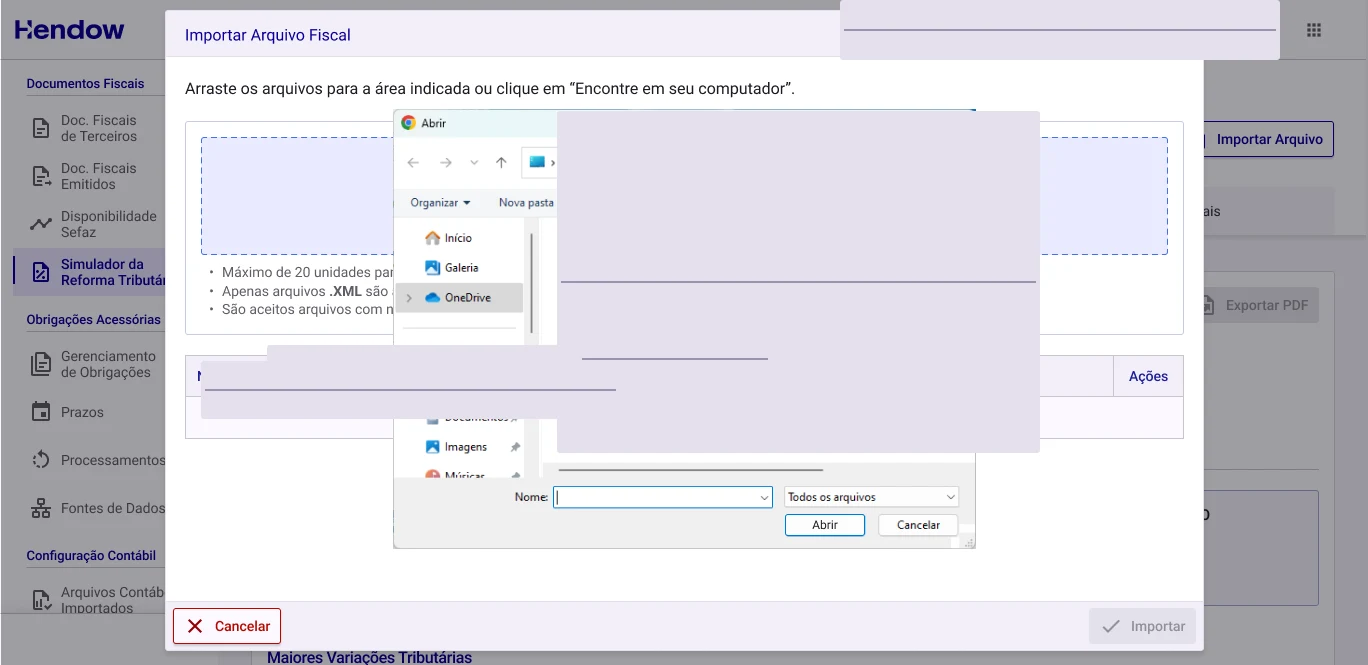 Hendow
Importar Arquivo Fiscal
Documentos Fiscais
Doc. Fiscais
de Terceiros
Doc. Fiscais
Emitidos
Disponibilidade
Sefaz
Simulador da
Reforma
Obrigações Acessórias
Gerenciamento
de Obrigações
Prazos
Processamentos
Fontes de Dados
Configuração Contábil
Arquivos
Importados
Arraste os arquivos para a área indicada ou clique em “Encontre em seu computador”.
Abrir
Organizar
Nova pasta
Início
Galeria
OneDrive
• Máximo de 20 unidades
• Apenas arquivos .XML são
• São aceitos arquivos com
Ações
Documentos
Imagens
Músicas
Nome:
Todos os arquivos
Abrir
Cancelar
Importar Arquivo
Exportar PDF
Cancelar
Importar
Maiores Variações Tributárias